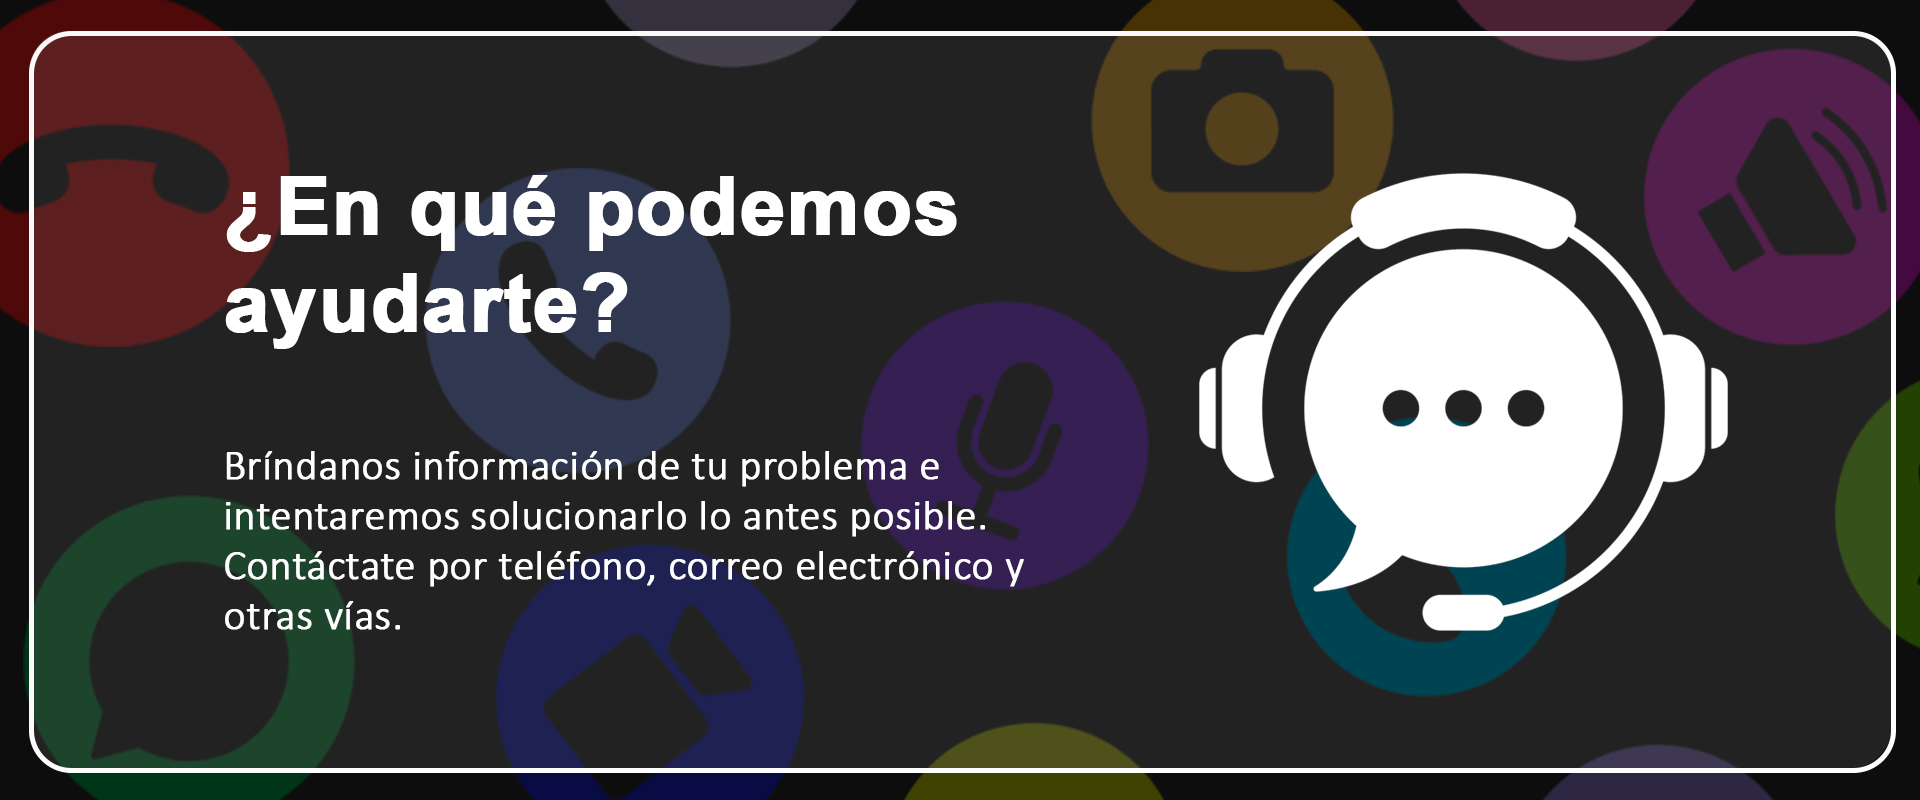 ¿En qué podemos
ayudarte?
Bríndanos información de tu problema e
intentaremos solucionarlo lo antes posible.
Contáctate por teléfono, correo electrónico y
otras vías.